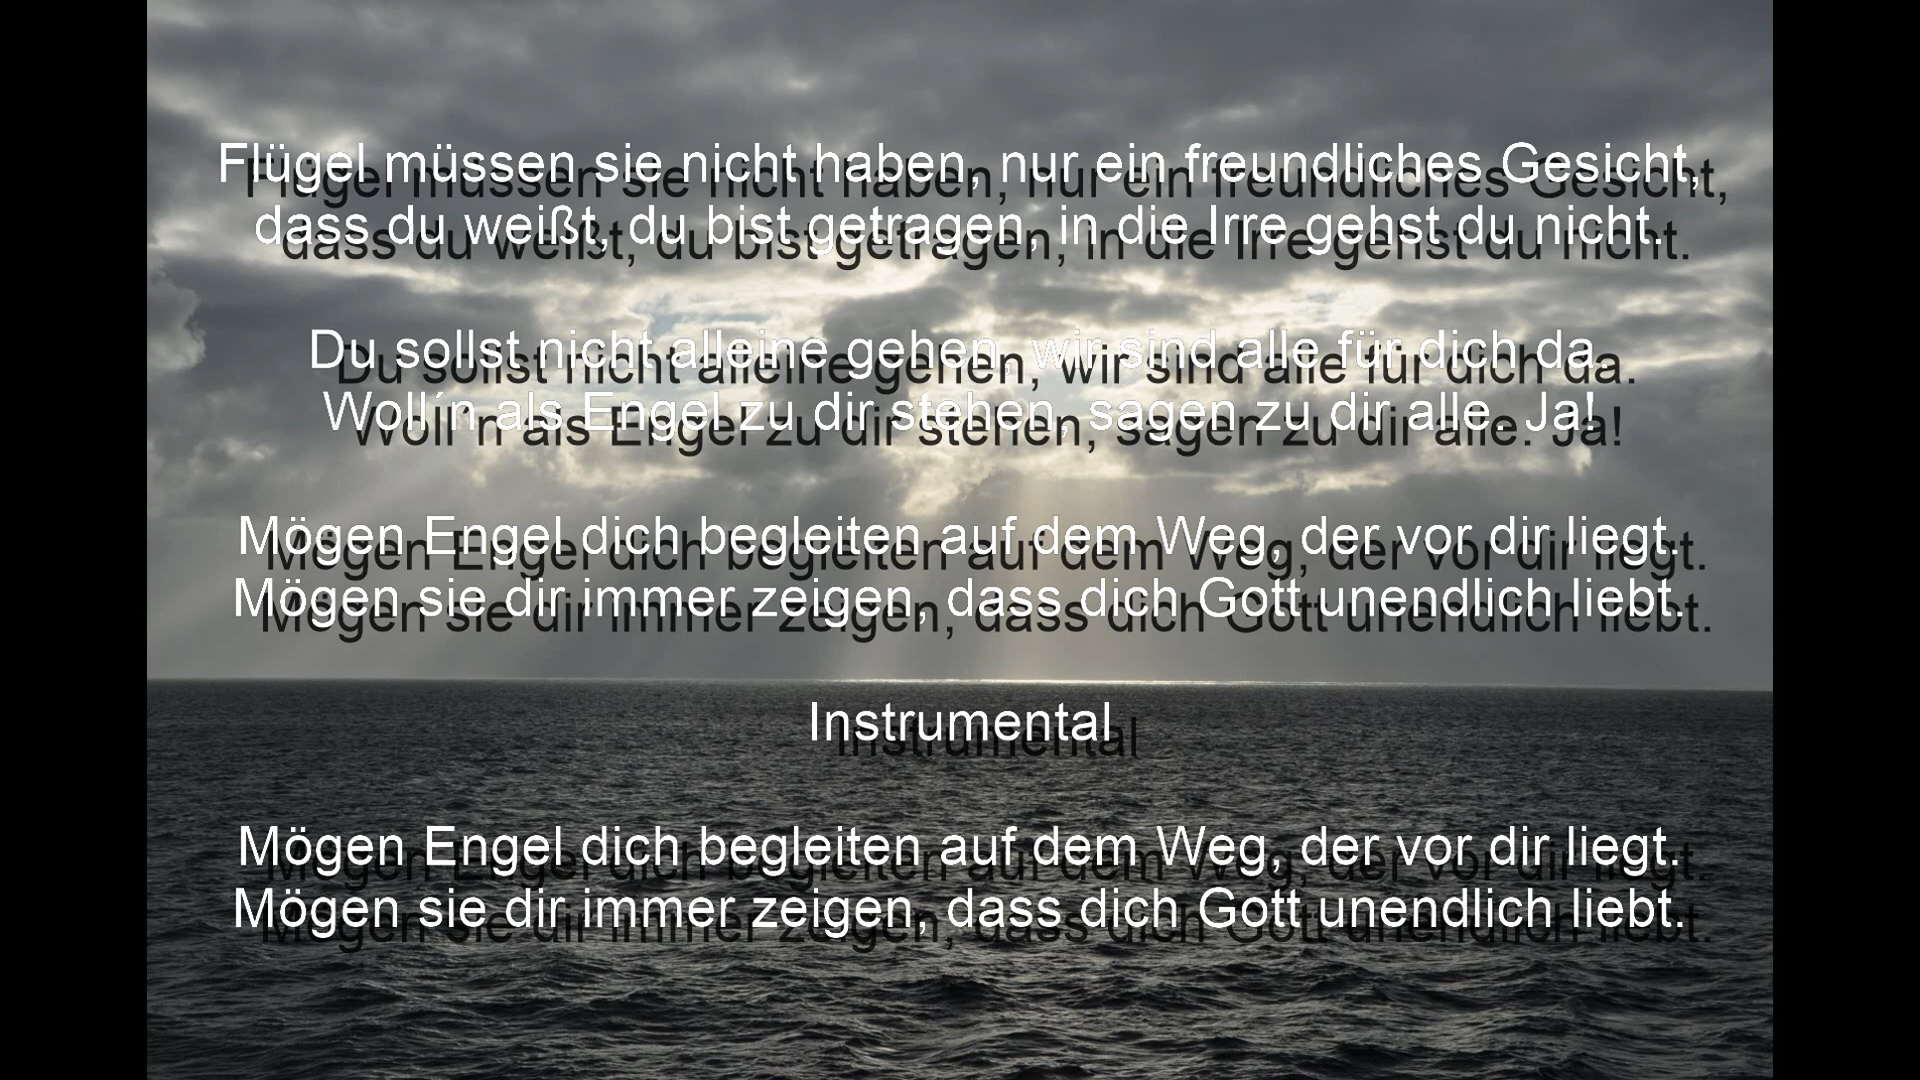 Flügel müssen sie nicht haben, nur ein freundliches Gesicht,
dass du weißt, du bist getragen, in die Irre gehst du nicht.
Du sollst nicht alleine gehen, wir sind alle für dich da.
Woll´n als Engel zu dir stehen, sagen zu dir alle. Ja!
Mögen Engel dich begleiten auf dem Weg, der vor dir liegt.
Mögen sie dir immer zeigen, dass dich Gott unendlich liebt.
Instrumental
Mögen Engel dich begleiten auf dem Weg, der vor dir liegt.
Mögen sie dir immer zeigen, dass dich Gott unendlich liebt.